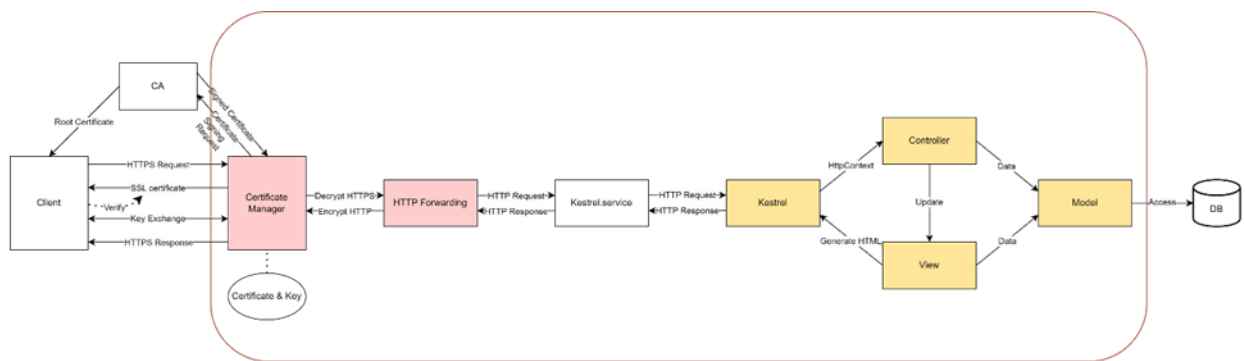 CA
Root Certificate
Signed Certificate
Certificate
Signing
Request
Client
HTTPS Request
SSL certificate
Verify
Key Exchange
HTTPS Response
Certificate
Manager
Certificate & Key
Decrypt HTTPS
Encrypt HTTP
HTTP Forwarding
HTTP Request
HTTP Response
Kestrel.service
HTTP Request
HTTP Response
Kestrel
HttpContext
Generate HTML
Controller
Update
View
Data
Data
Model
Access
DB